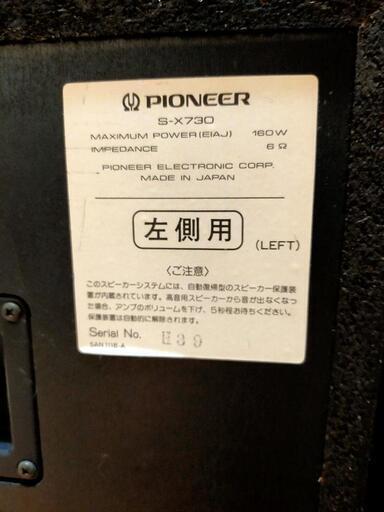 PIONEER
S-X730
MAXIMUM POWER(EIAJ) 160W
IMPEDANCE 6Ω
PIONEER ELECTRONIC CORP.
MADE IN JAPAN
左側用 (LEFT)
〈ご注意〉
このスピーカーシステムには、自動復帰型のスピーカー保護装
置が内蔵されています。高音用スピーカーから音が出なくなっ
た場合、アンプのボリュームを下げ、5秒程お待ちください。
保護装置は自動的に解除されます。
Serial No.
SAN1118-A